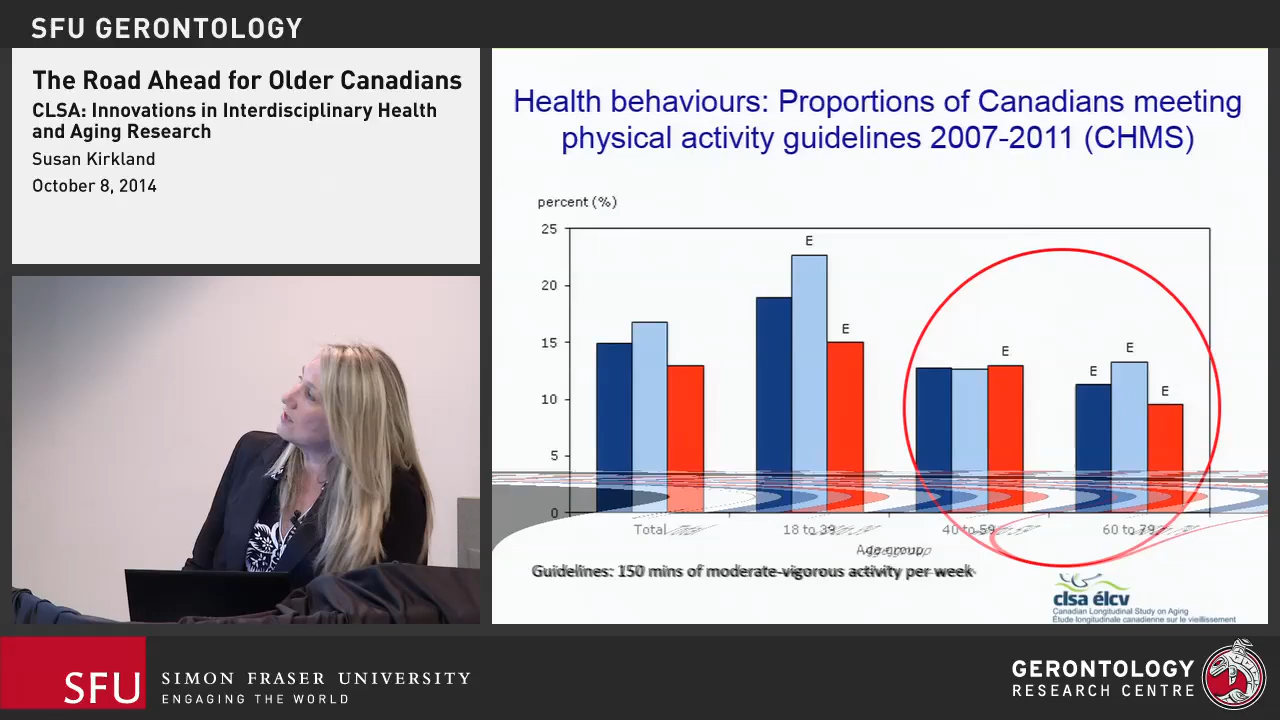 SFU GERONTOLOGY
The Road Ahead for Older Canadians
CLSA: Innovations in Interdisciplinary Health
and Aging Research
Susan Kirkland
October 8, 2014
Health behaviours: Proportions of Canadians meeting
physical activity guidelines 2007-2011 (CHMS)
percent (%)
25
20
15
10
5
0
E
E
E
E
E
E
Total
18 to 39
40 to 59
60 to 79
Age group
Guidelines: 150 mins of moderate-vigorous activity per week
clsa élcv
Canadian Longitudinal Study on Aging
Étude longitudinale canadienne sur le vieillissement
SFU
SIMON FRASER UNIVERSITY
ENGAGING THE WORLD
GERONTOLOGY
RESEARCH CENTRE